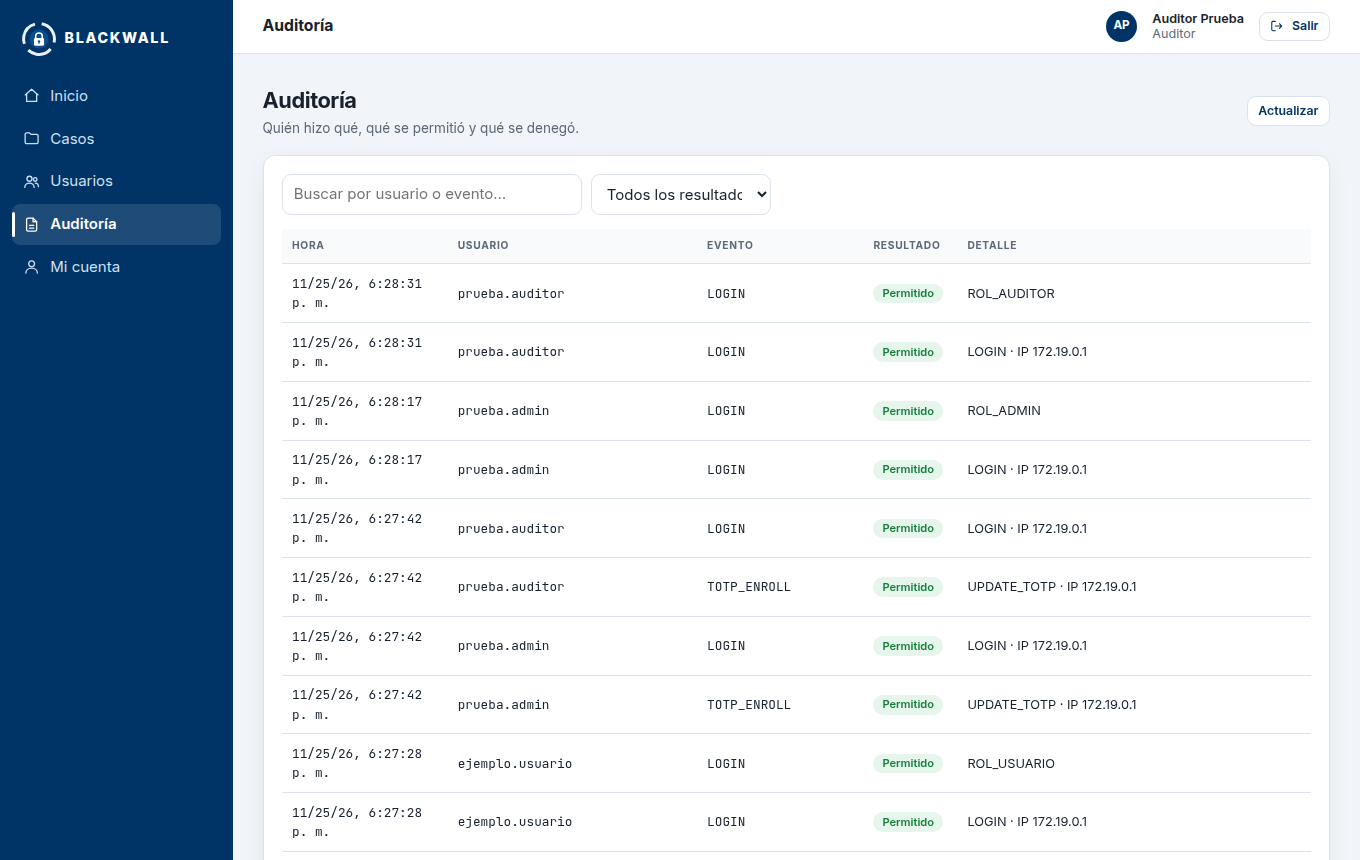 BLACKWALL
Inicio
Casos
Usuarios
Auditoría
Mi cuenta
Auditoría
AP
Auditor Prueba
Auditor
Salir
Auditoría
Quién hizo qué, qué se permitió y qué se denegó.
Actualizar
Buscar por usuario o evento...
Todos los resultado
HORA USUARIO EVENTO RESULTADO DETALLE
11/25/26, 6:28:31 p. m. prueba.auditor LOGIN Permitido ROL_AUDITOR
11/25/26, 6:28:31 p. m. prueba.auditor LOGIN Permitido LOGIN · IP 172.19.0.1
11/25/26, 6:28:17 p. m. prueba.admin LOGIN Permitido ROL_ADMIN
11/25/26, 6:28:17 p. m. prueba.admin LOGIN Permitido LOGIN · IP 172.19.0.1
11/25/26, 6:27:42 p. m. prueba.auditor LOGIN Permitido LOGIN · IP 172.19.0.1
11/25/26, 6:27:42 p. m. prueba.auditor TOTP_ENROLL Permitido UPDATE_TOTP · IP 172.19.0.1
11/25/26, 6:27:42 p. m. prueba.admin LOGIN Permitido LOGIN · IP 172.19.0.1
11/25/26, 6:27:42 p. m. prueba.admin TOTP_ENROLL Permitido UPDATE_TOTP · IP 172.19.0.1
11/25/26, 6:27:28 p. m. ejemplo.usuario LOGIN Permitido ROL_USUARIO
11/25/26, 6:27:28 p. m. ejemplo.usuario LOGIN Permitido LOGIN · IP 172.19.0.1